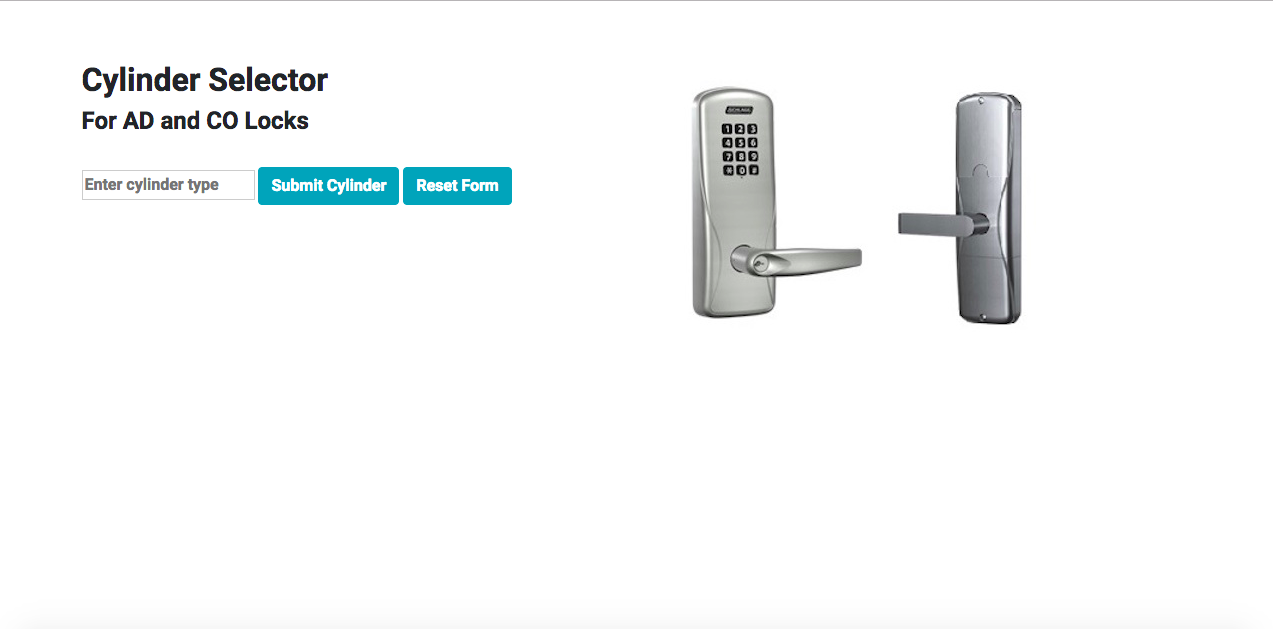 Cylinder Selector
For AD and CO Locks
Enter cylinder type
Submit Cylinder
Reset Form
SCHLAGE
1 2 3
4 5 6
7 8 9
* 0 #